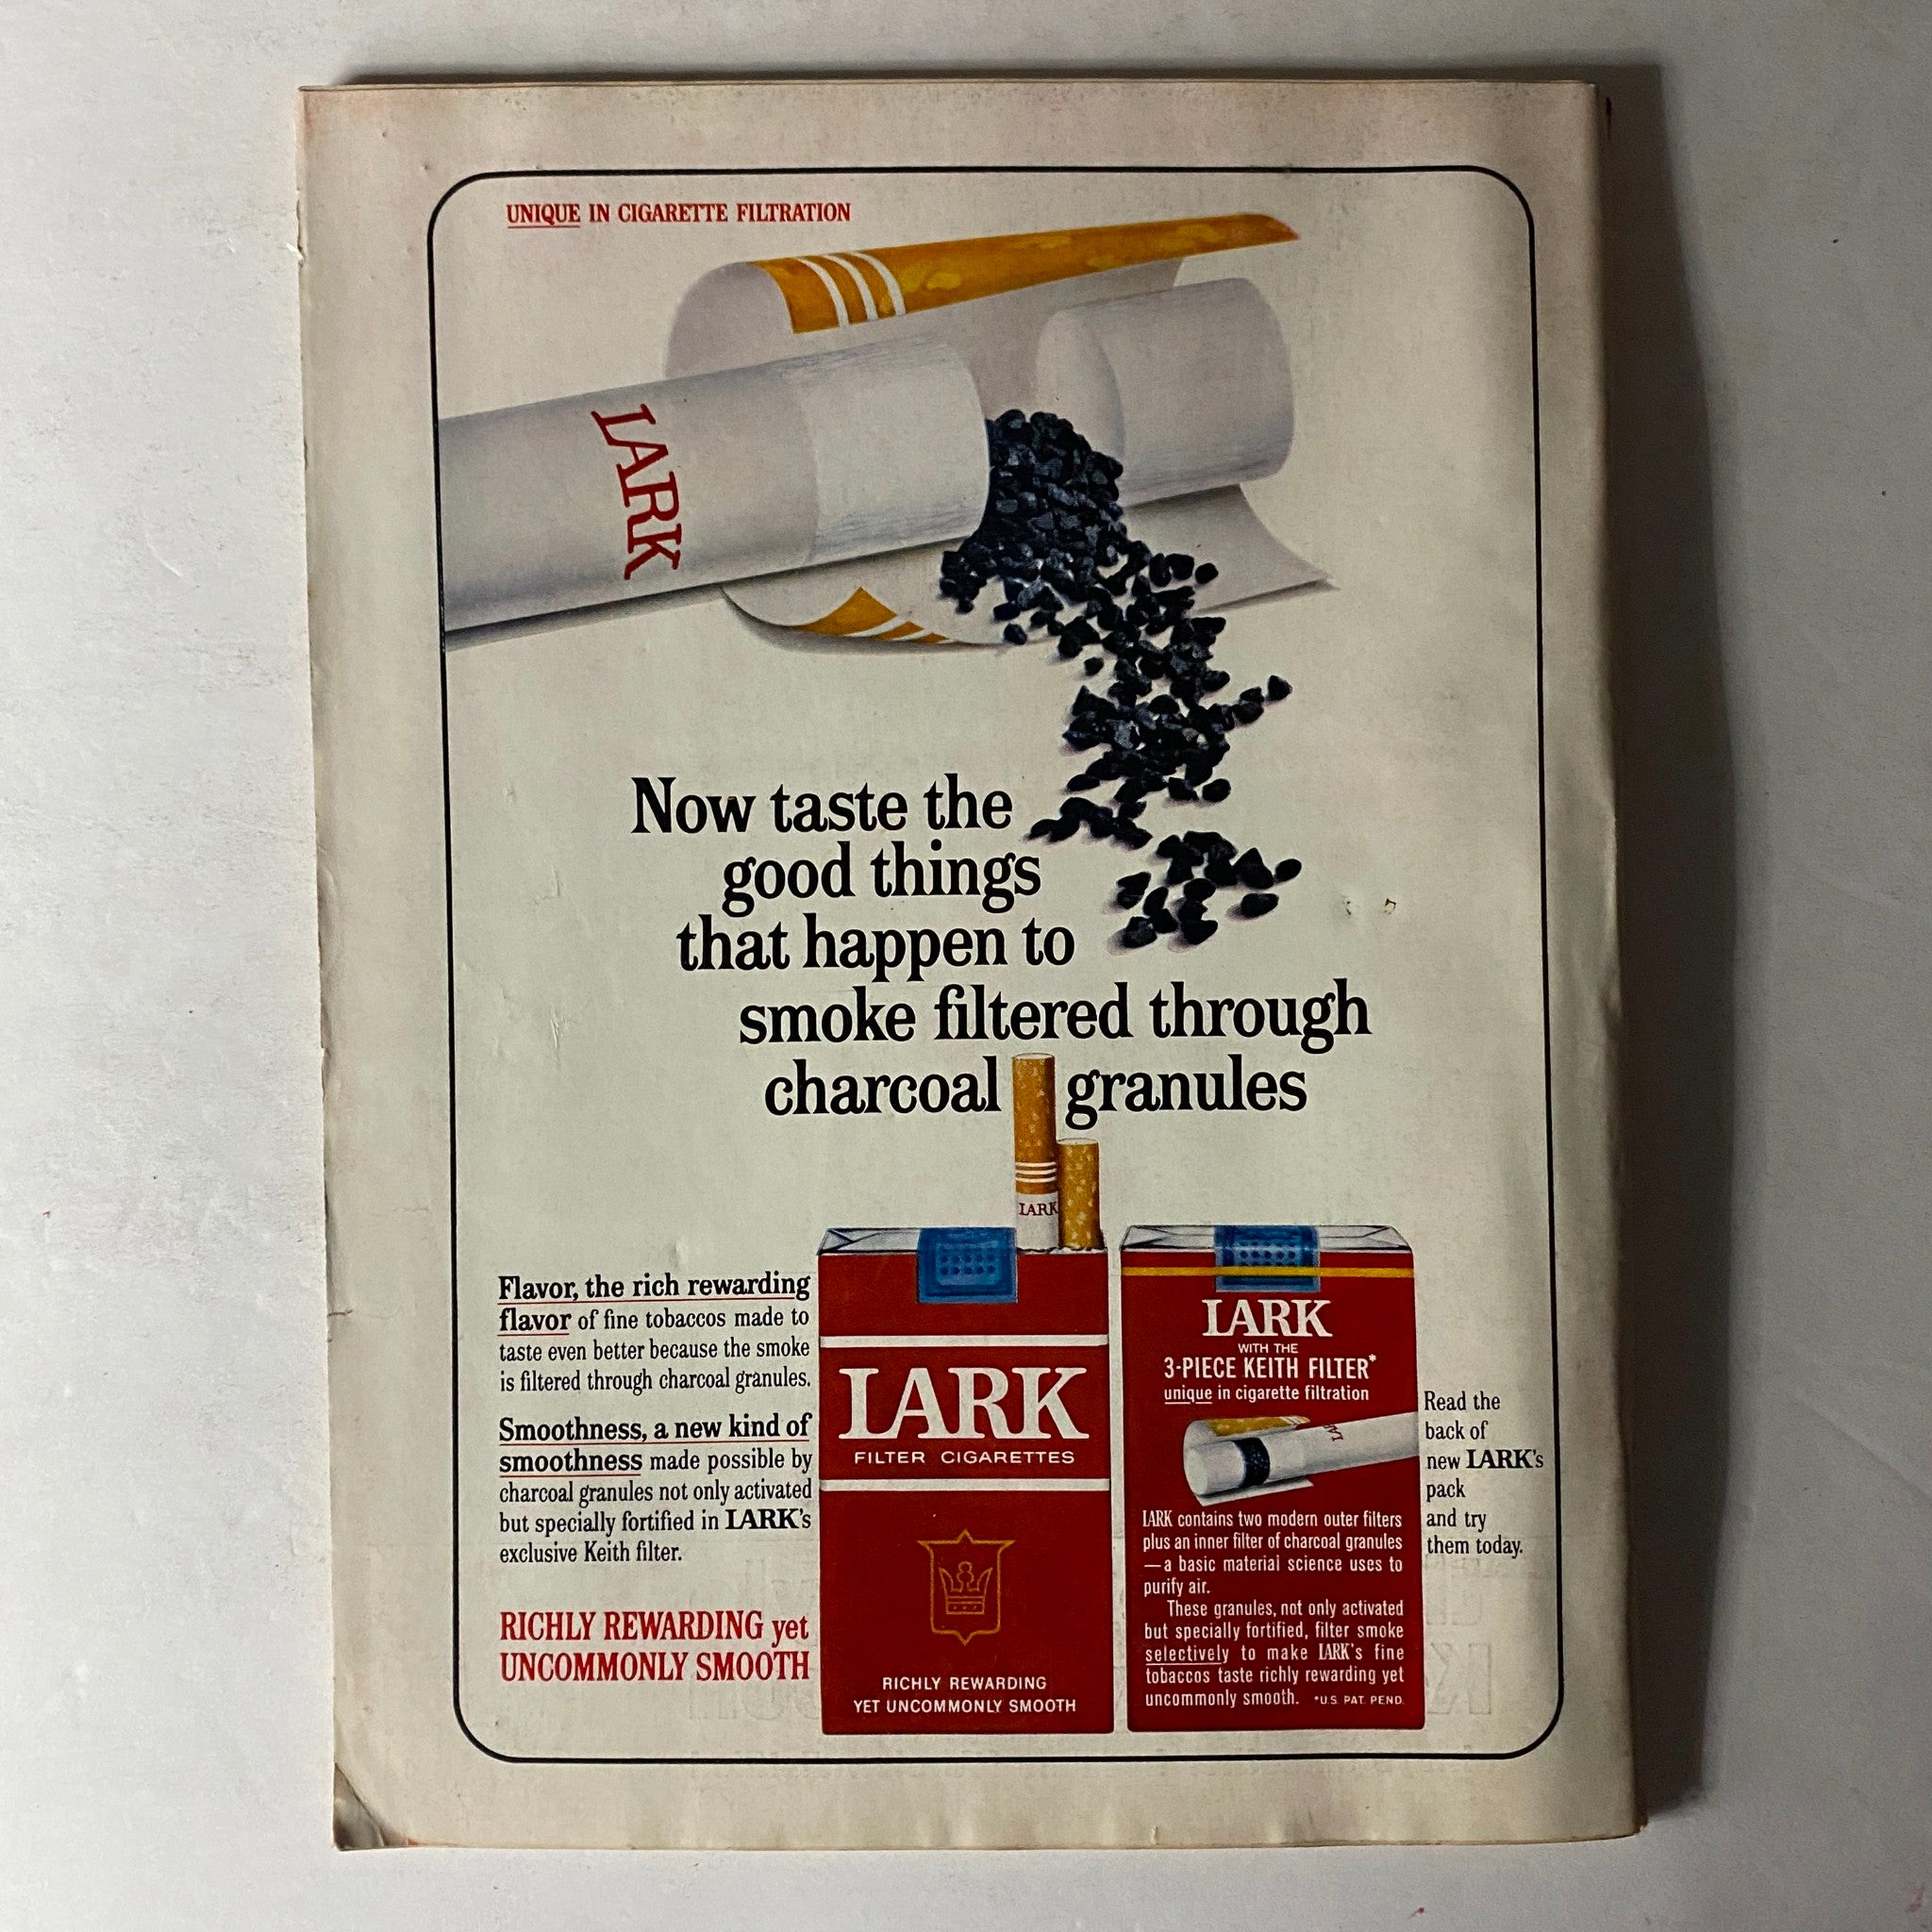 UNIQUE IN CIGARETTE FILTRATION
LARK
Now taste the
good things
that happen to
smoke filtered through
charcoal granules
LARK
Flavor, the rich rewarding
flavor of fine tobaccos made to
taste even better because the smoke
is filtered through charcoal granules.
Smoothness, a new kind of
smoothness made possible by
charcoal granules not only activated
but specially fortified in LARK's
exclusive Keith filter.
RICHLY REWARDING yet
UNCOMMONLY SMOOTH
LARK
FILTER CIGARETTES
RICHLY REWARDING
YET UNCOMMONLY SMOOTH
LARK
WITH THE
3-PIECE KEITH FILTER*
unique in cigarette filtration
LARK
LARK contains two modern outer filters
plus an inner filter of charcoal granules
—a basic material science uses to
purify air.
These granules, not only activated
but specially fortified, filter smoke
selectively to make LARK's fine
tobaccos taste richly rewarding yet
uncommonly smooth. *U.S. PAT. PEND.
Read the
back of
new LARK's
pack
and try
them today.